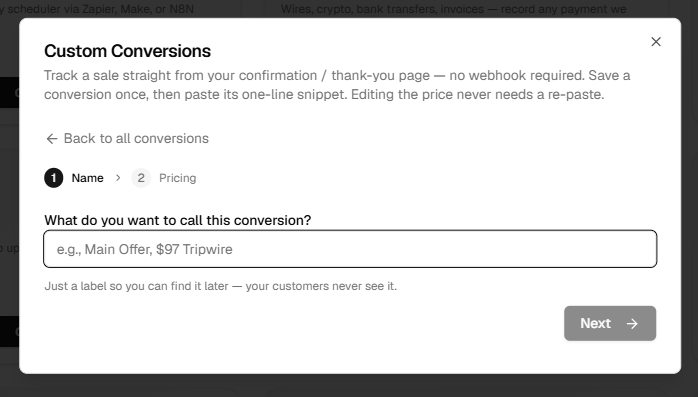 scheduler via Zapier, Make, or N8N
Wires, crypto, bank transfers, invoices — record any payment we
Custom Conversions
Track a sale straight from your confirmation / thank-you page — no webhook required. Save a
conversion once, then paste its one-line snippet. Editing the price never needs a re-paste.
← Back to all conversions
1 Name > 2 Pricing
What do you want to call this conversion?
e.g., Main Offer, $97 Tripwire
Just a label so you can find it later — your customers never see it.
Next →